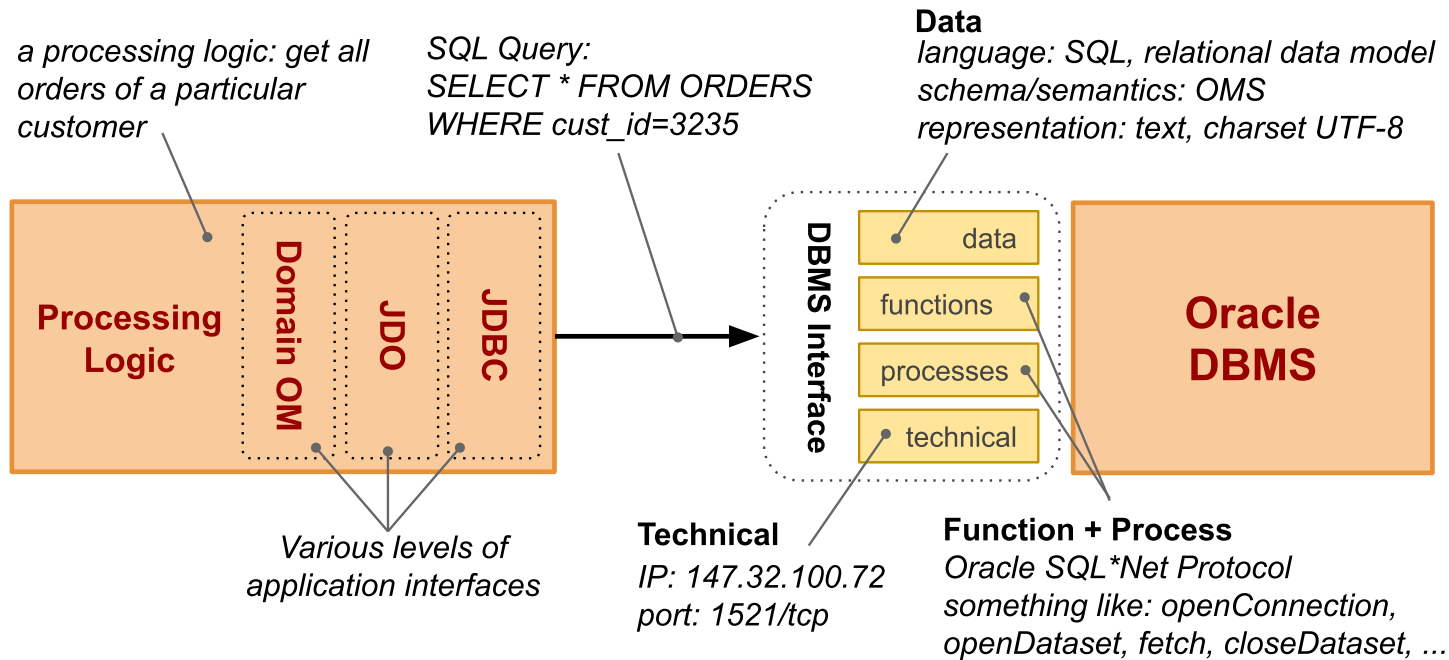 a processing logic: get all
orders of a particular
customer
SQL Query:
SELECT * FROM ORDERS
WHERE cust_id=3235
Data
language: SQL, relational data model
schema/semantics: OMS
representation: text, charset UTF-8
Processing
Logic
Domain OM
JDO
JDBC
DBMS Interface
data
functions
processes
technical
Oracle
DBMS
Various levels of
application interfaces
Technical
IP: 147.32.100.72
port: 1521/tcp
Function + Process
Oracle SQL*Net Protocol
something like: openConnection,
openDataset, fetch, closeDataset, ...